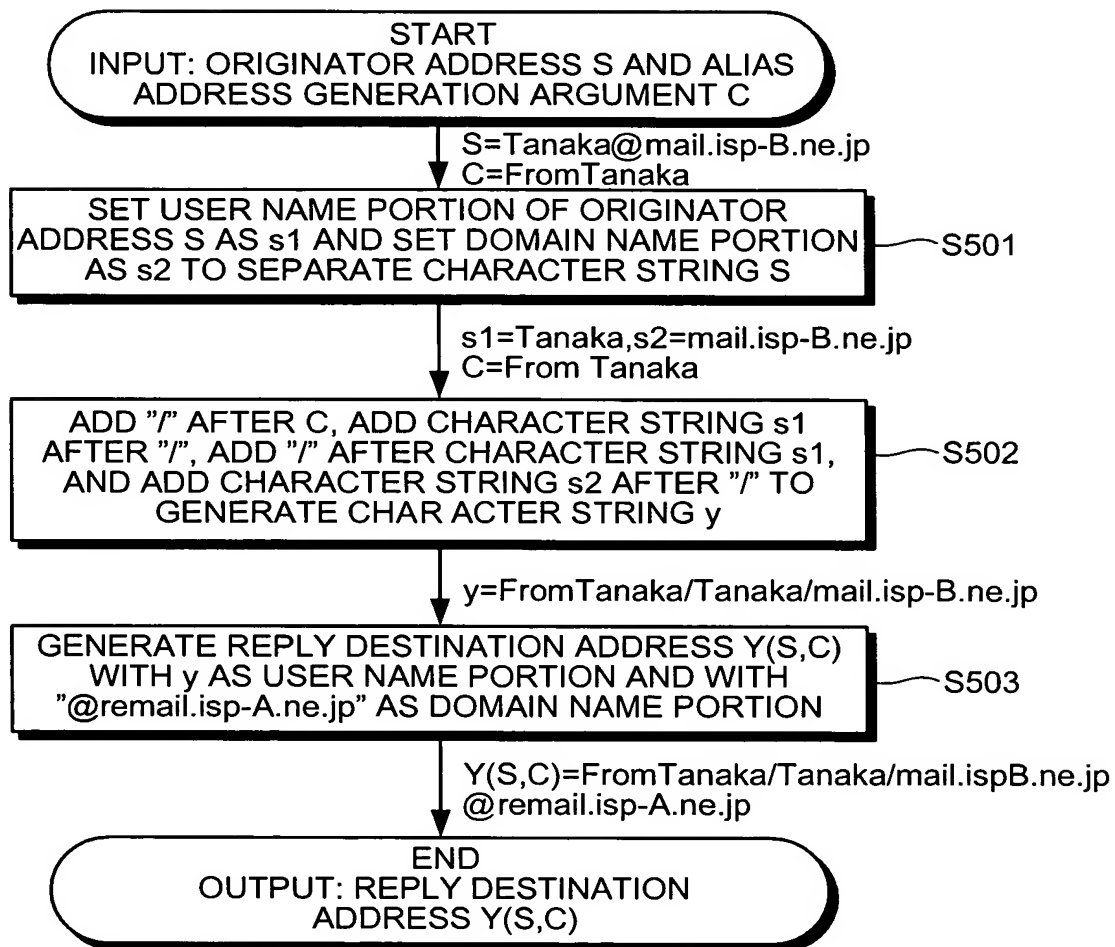 START
INPUT: ORIGINATOR ADDRESS S AND ALIAS
ADDRESS GENERATION ARGUMENT C
S=Tanaka@mail.isp-B.ne.jp
C=FromTanaka
SET USER NAME PORTION OF ORIGINATOR
ADDRESS S AS s1 AND SET DOMAIN NAME PORTION
AS s2 TO SEPARATE CHARACTER STRING S
S501
s1=Tanaka,s2=mail.isp-B.ne.jp
C=From Tanaka
ADD "/" AFTER C, ADD CHARACTER STRING s1
AFTER "/", ADD "/" AFTER CHARACTER STRING s1,
AND ADD CHARACTER STRING s2 AFTER "/" TO
GENERATE CHAR ACTER STRING y
S502
y=FromTanaka/Tanaka/mail.isp-B.ne.jp
GENERATE REPLY DESTINATION ADDRESS Y(S,C)
WITH y AS USER NAME PORTION AND WITH
"@remail.isp-A.ne.jp" AS DOMAIN NAME PORTION
S503
Y(S,C)=FromTanaka/Tanaka/mail.ispB.ne.jp
@remail.isp-A.ne.jp
END
OUTPUT: REPLY DESTINATION
ADDRESS Y(S,C)